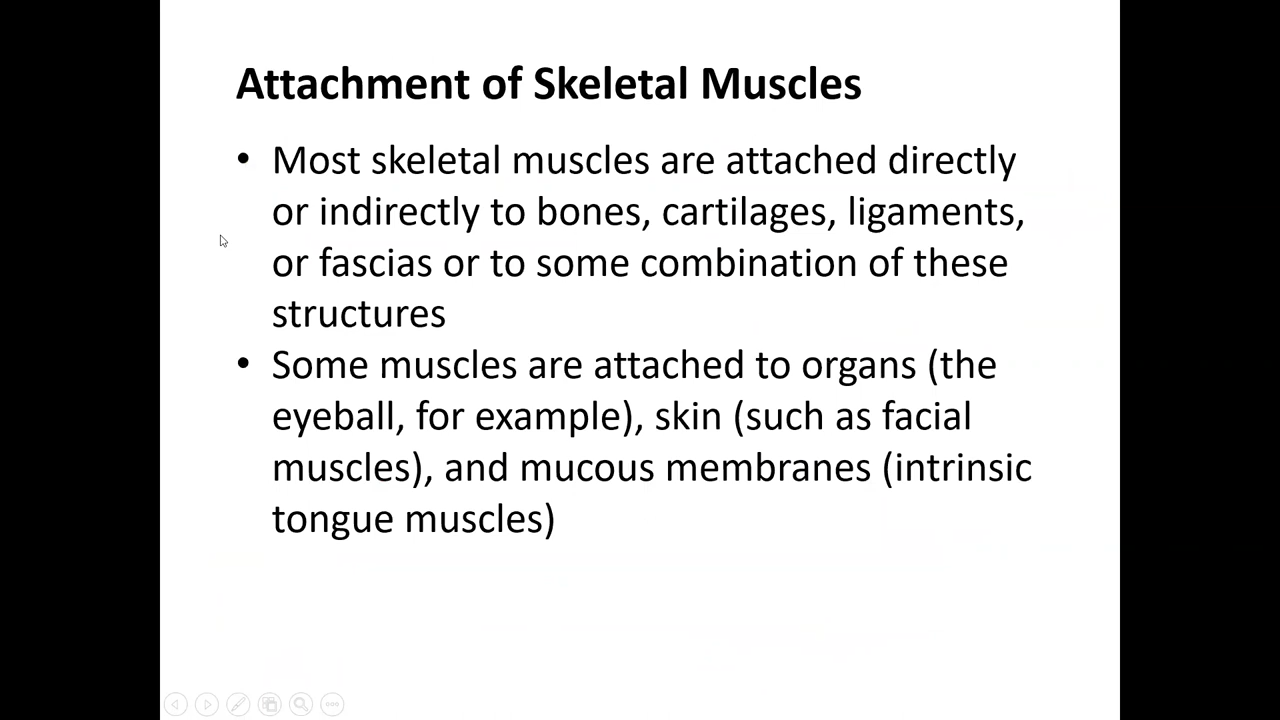 Attachment of Skeletal Muscles
• Most skeletal muscles are attached directly
or indirectly to bones, cartilages, ligaments,
or fascias or to some combination of these
structures
• Some muscles are attached to organs (the
eyeball, for example), skin (such as facial
muscles), and mucous membranes (intrinsic
tongue muscles)